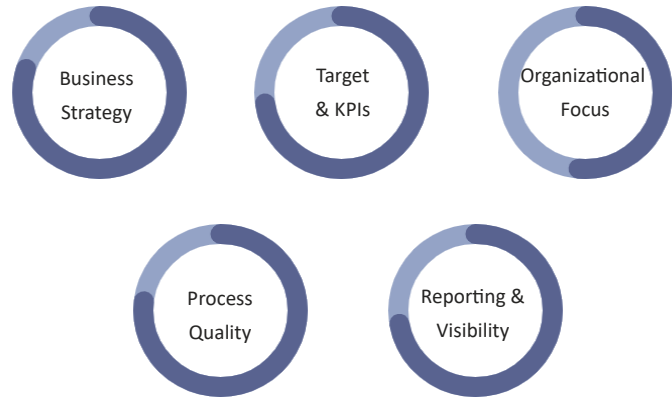 Business
Strategy
Target
& KPIs
Organizational
Focus
Process
Quality
Reporting &
Visibility